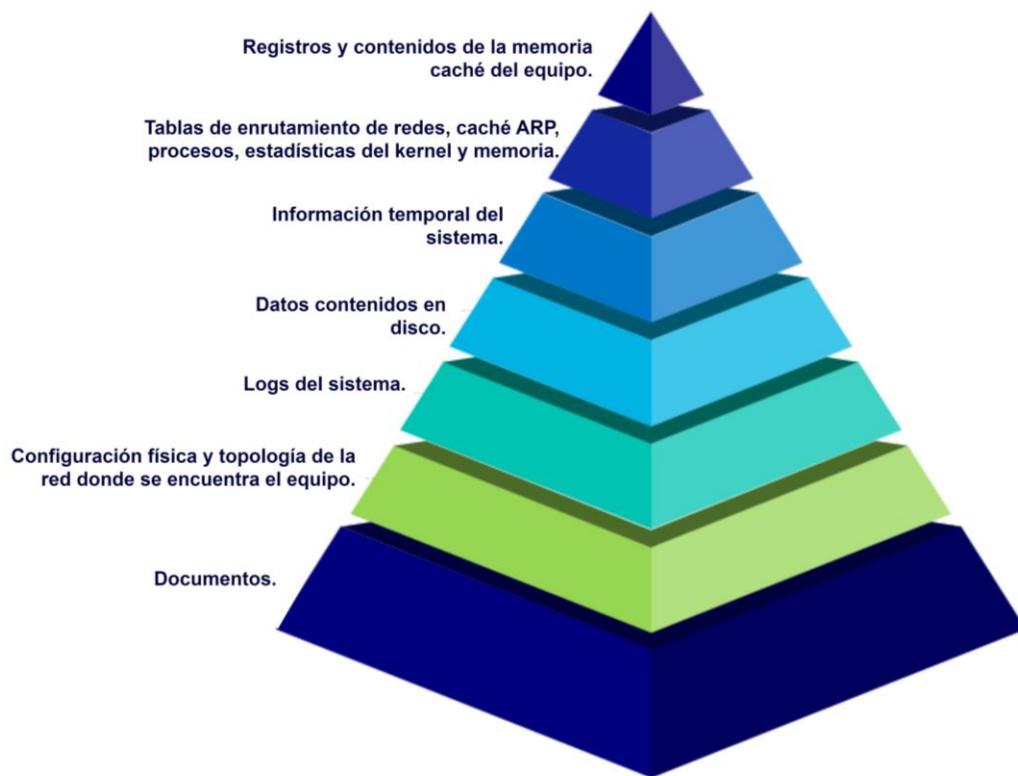 Registros y contenidos de la memoria
caché del equipo.
Tablas de enrutamiento de redes, caché ARP,
procesos, estadísticas del kernel y memoria.
Información temporal del
sistema.
Datos contenidos en
disco.
Logs del sistema.
Configuración física y topología de la
red donde se encuentra el equipo.
Documentos.